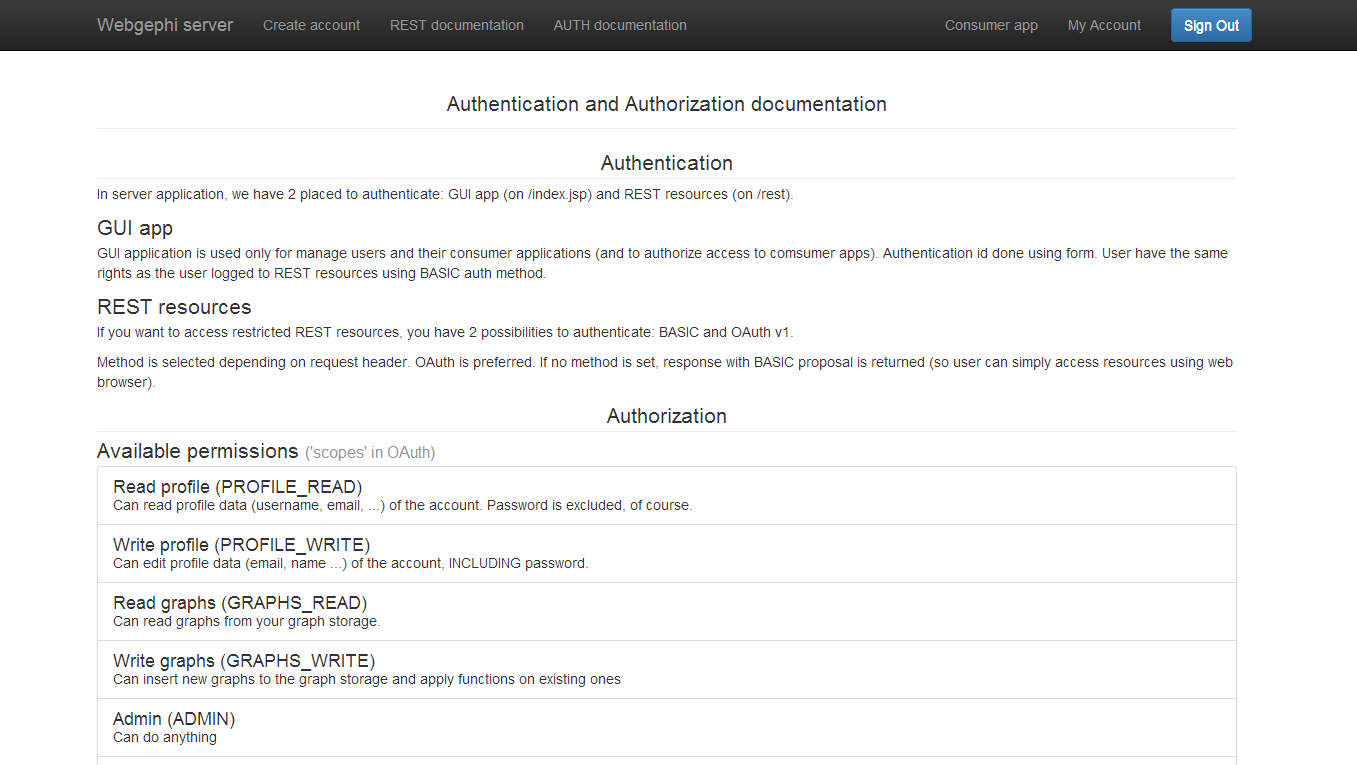 Webgephi server Create account REST documentation AUTH documentation Consumer app My Account Sign Out
Authentication and Authorization documentation
Authentication
In server application, we have 2 placed to authenticate: GUI app (on /index.jsp) and REST resources (on /rest).
GUI app
GUI application is used only for manage users and their consumer applications (and to authorize access to comsumer apps). Authentication id done using form. User have the same
rights as the user logged to REST resources using BASIC auth method.
REST resources
If you want to access restricted REST resources, you have 2 possibilities to authenticate: BASIC and OAuth v1.
Method is selected depending on request header. OAuth is preferred. If no method is set, response with BASIC proposal is returned (so user can simply access resources using web
browser).
Authorization
Available permissions ('scopes' in OAuth)
Read profile (PROFILE_READ)
Can read profile data (username, email, ...) of the account. Password is excluded, of course.
Write profile (PROFILE_WRITE)
Can edit profile data (email, name ...) of the account, INCLUDING password.
Read graphs (GRAPHS_READ)
Can read graphs from your graph storage.
Write graphs (GRAPHS_WRITE)
Can insert new graphs to the graph storage and apply functions on existing ones
Admin (ADMIN)
Can do anything